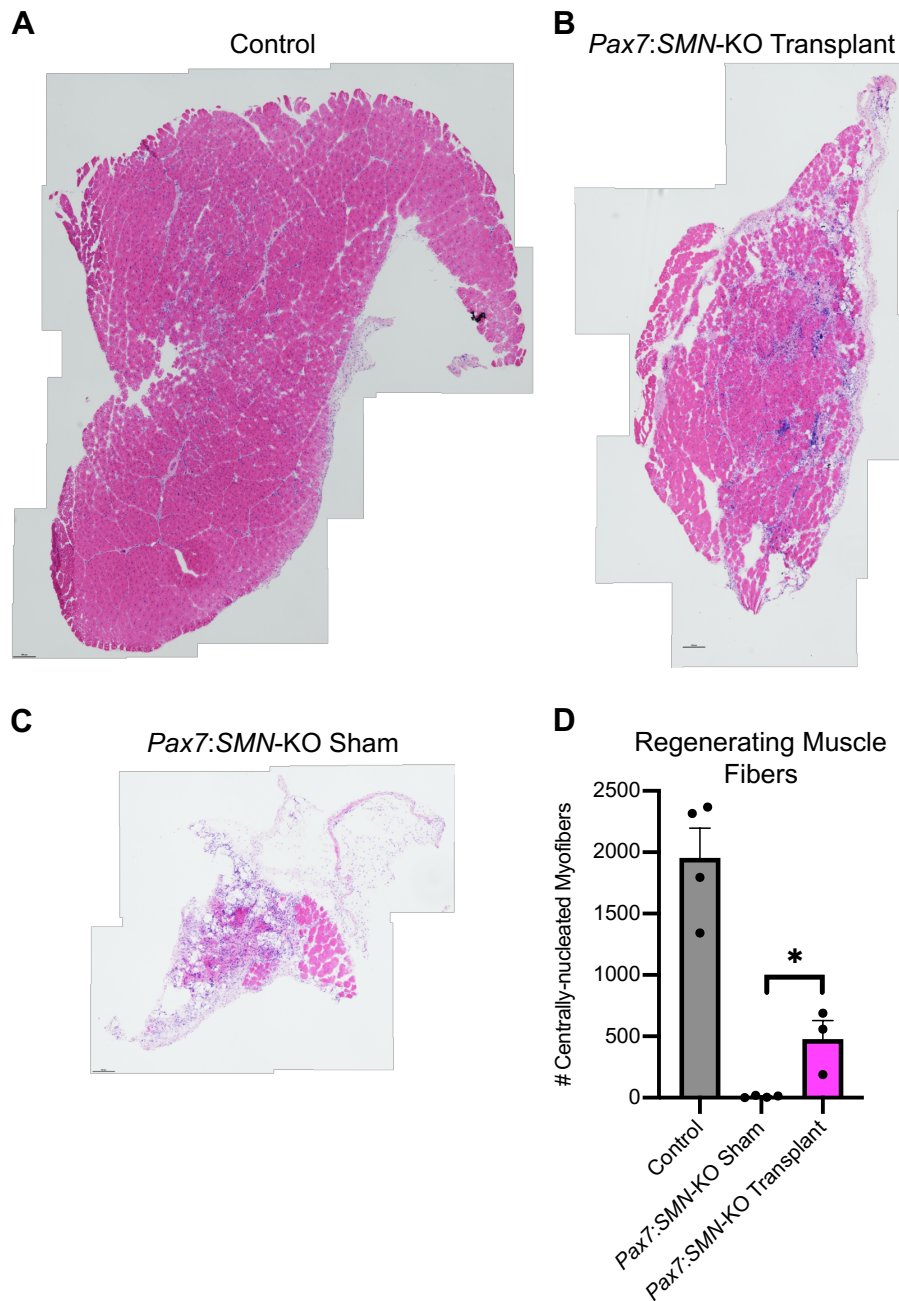 A
Control
B
Pax7:SMN-KO Transplant
C
Pax7:SMN-KO Sham
D
Regenerating Muscle
Fibers
# Centrally-nucleated Myofibers
2500
2000
1500
1000
500
0
*
Control
Pax7:SMN-KO Sham
Pax7:SMN-KO Transplant